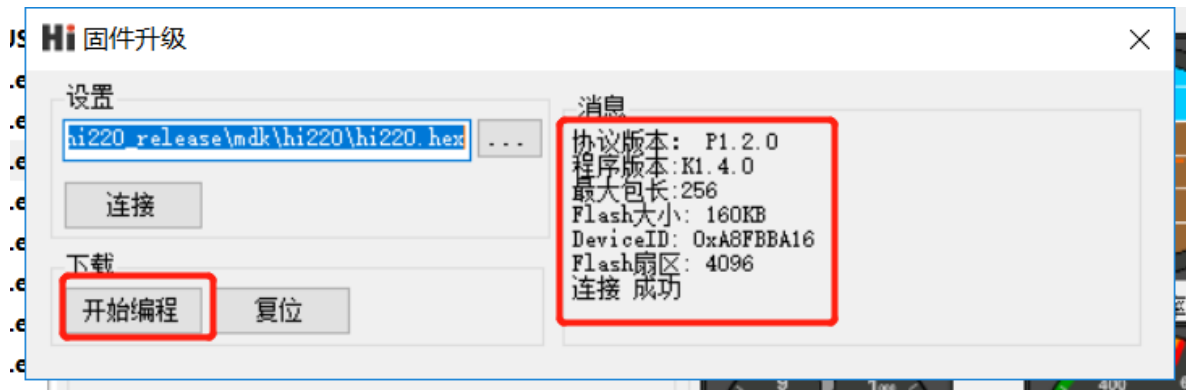 Hi 固件升级
设置
hi220_release\mdk\hi220\hi220.hex
...
连接
下载
开始编程
复位
消息
协议版本: P1.2.0
程序版本:K1.4.0
最大包长:256
Flash大小: 160KB
DeviceID: 0xA8FBBA16
Flash扇区: 4096
连接 成功
9
400